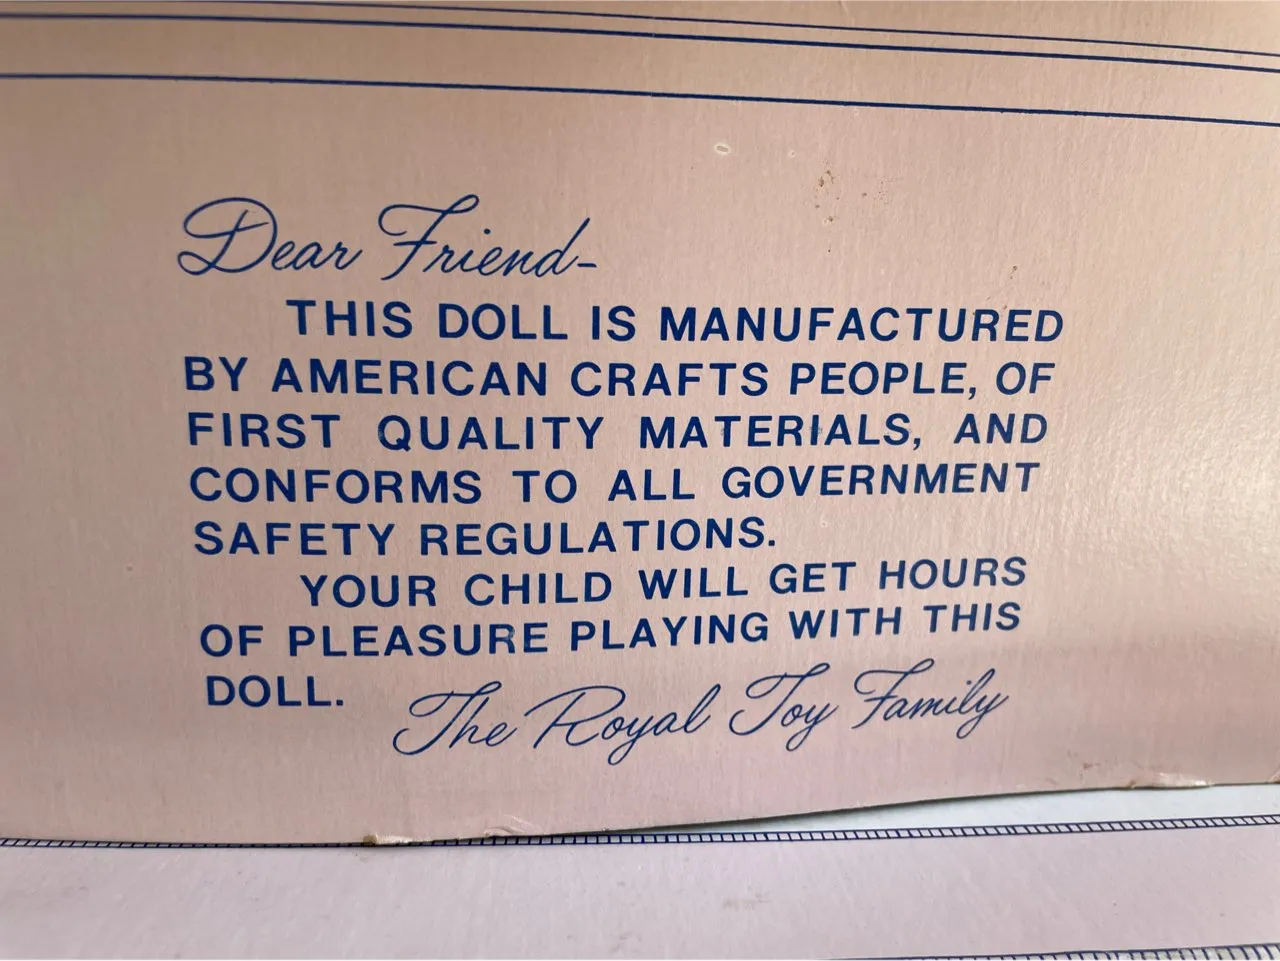 Dear Friend-
THIS DOLL IS MANUFACTURED
BY AMERICAN CRAFTS PEOPLE, OF
FIRST QUALITY MATERIALS, AND
CONFORMS TO ALL GOVERNMENT
SAFETY REGULATIONS.
YOUR CHILD WILL GET HOURS
OF PLEASURE PLAYING WITH THIS
DOLL.
The Royal Toy Family